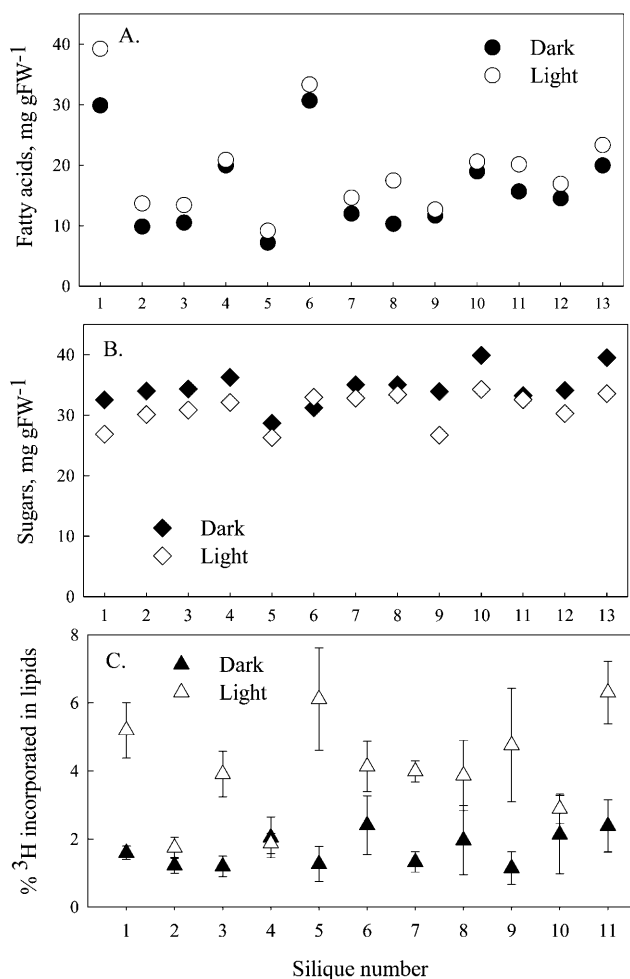 A.
Dark
Light
Fatty acids, mg gFW-1
40
30
20
10
0
1 2 3 4 5 6 7 8 9 10 11 12 13
B.
Dark
Light
Sugars, mg gFW-1
40
30
20
10
0
1 2 3 4 5 6 7 8 9 10 11 12 13
C.
Dark
Light
% ³H incorporated in lipids
8
6
4
2
0
1 2 3 4 5 6 7 8 9 10 11
Silique number